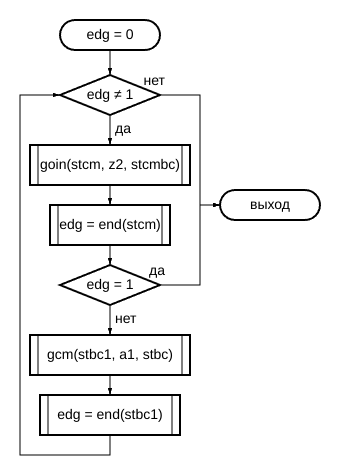 edg = 0
нет
edg ≠ 1
да
goin(stcm, z2, stcmbc)
выход
edg = end(stcm)
да
edg = 1
нет
gcm(stbc1, a1, stbc)
edg = end(stbc1)